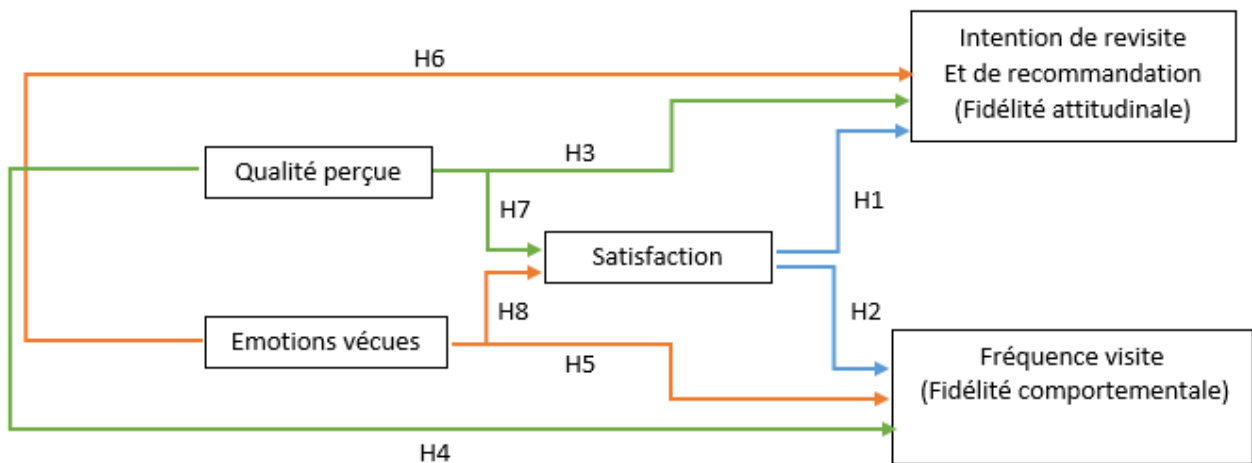 Intention de revisite
Et de recommandation
(Fidélité attitudinale)
H6
H3
Qualité perçue
H7
H1
Satisfaction
H8
H2
Emotions vécues
H5
Fréquence visite
(Fidélité comportementale)
H4